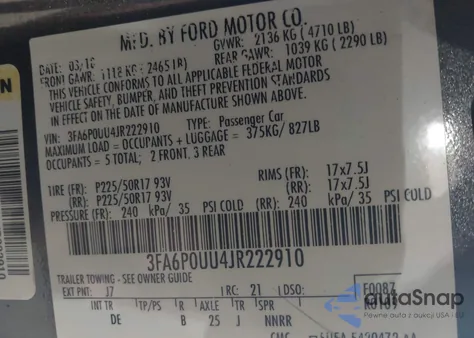 MFD. BY FORD MOTOR CO.
DATE: 03/18 GVWR: 2136 KG ( 4710 LB)
FRONT GAWR: 1118 KG ( 2465 LB) REAR GAWR: 1039 KG ( 2290 LB)
THIS VEHICLE CONFORMS TO ALL APPLICABLE FEDERAL MOTOR
VEHICLE SAFETY, BUMPER, AND THEFT PREVENTION STANDARDS
IN EFFECT ON THE DATE OF MANUFACTURE SHOWN ABOVE.
VIN: 3FA6P0UU4JR222910 TYPE: Passenger Car
MAXIMUM LOAD = OCCUPANTS + LUGGAGE = 375KG/ 827LB
OCCUPANTS = 5 TOTAL; 2 FRONT, 3 REAR
TIRE (FR): P225/50R17 93V RIMS (FR): 17x7.5J
(RR): P225/50R17 93V (RR): 17x7.5J
PRESSURE (FR): 240 kPa/ 35 PSI COLD (RR): 240 kPa/ 35 PSI COLD
3FA6P0UU4JR222910
TRAILER TOWING - SEE OWNER GUIDE
EXT PNT: J7 RC: 21 DSO: F0087
INT TR TP/PS R AXLE TR SPR
DE B 25 J NNRR
autoSnap